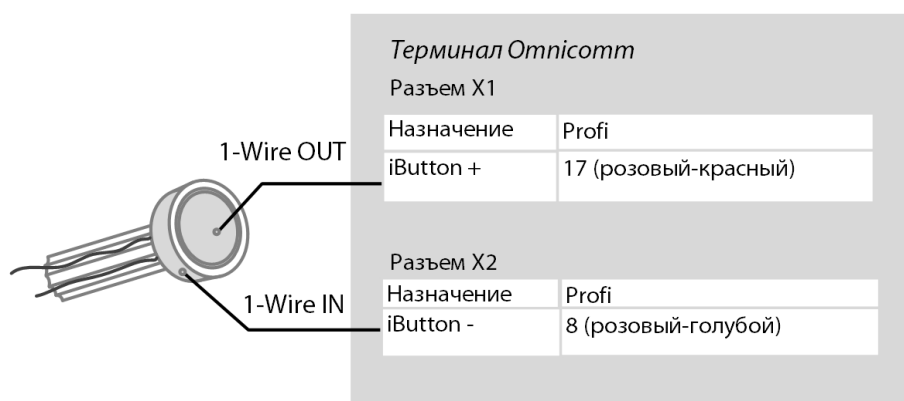 Терминал Omnicomm
Разъем X1
Назначение Profi
1-Wire OUT
iButton + 17 (розовый-красный)
Разъем X2
Назначение Profi
1-Wire IN
iButton - 8 (розовый-голубой)